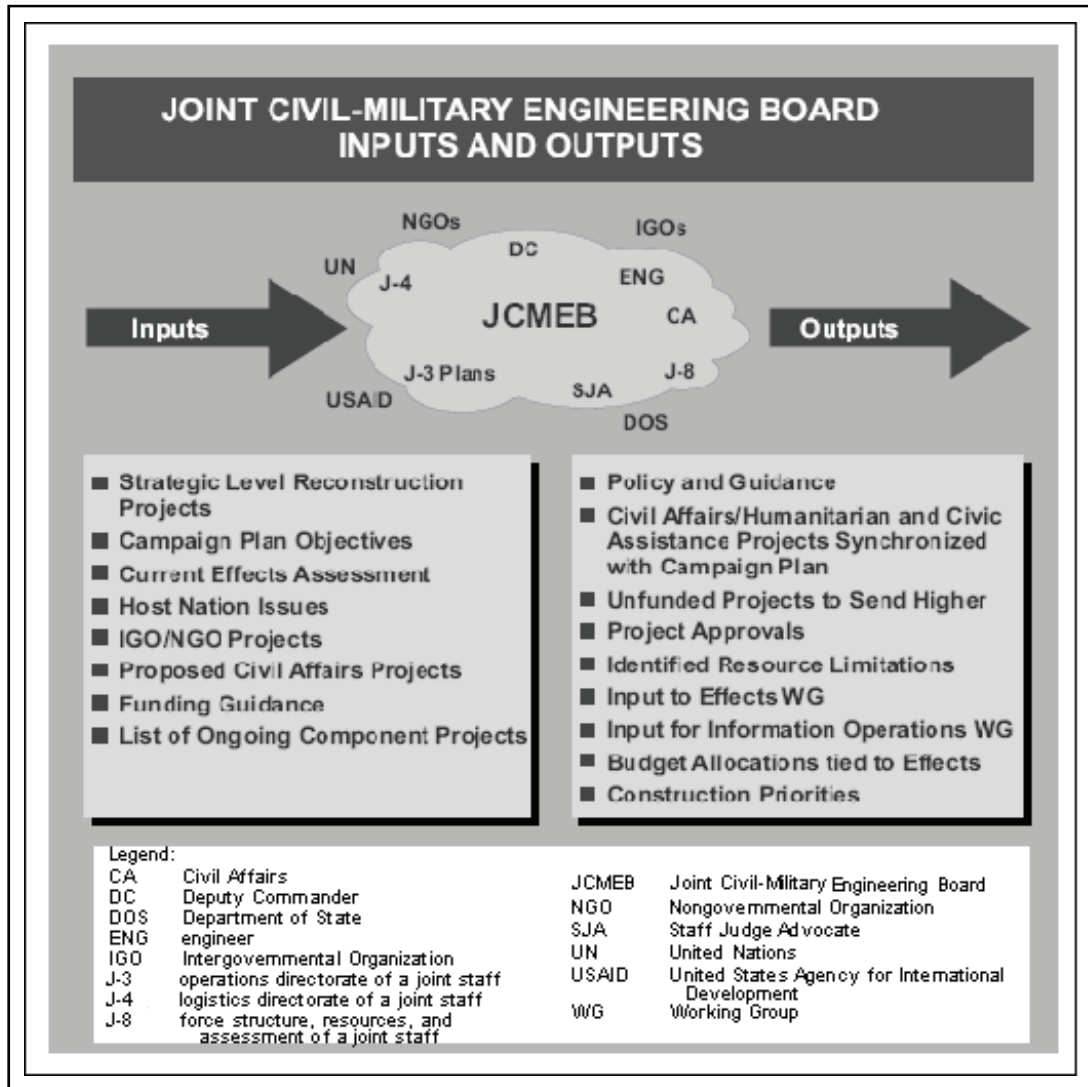 JOINT CIVIL-MILITARY ENGINEERING BOARD
INPUTS AND OUTPUTS
NGOs
IGOs
DC
UN
J-4
ENG
Inputs
JCMEB
CA
Outputs
J-3 Plans
J-8
USAID
SJA
DOS
■ Strategic Level Reconstruction
Projects
■ Campaign Plan Objectives
■ Current Effects Assessment
■ Host Nation Issues
■ IGO/NGO Projects
■ Proposed Civil Affairs Projects
■ Funding Guidance
■ List of Ongoing Component Projects
■ Policy and Guidance
■ Civil Affairs/Humanitarian and Civic
Assistance Projects Synchronized
with Campaign Plan
■ Unfunded Projects to Send Higher
■ Project Approvals
■ Identified Resource Limitations
■ Input to Effects WG
■ Input for Information Operations WG
■ Budget Allocations tied to Effects
■ Construction Priorities
Legend:
CA Civil Affairs
DC Deputy Commander
DOS Department of State
ENG engineer
IGO Intergovernmental Organization
J-3 operations directorate of a joint staff
J-4 logistics directorate of a joint staff
J-8 force structure, resources, and
assessment of a joint staff
JCMEB Joint Civil-Military Engineering Board
NGO Nongovernmental Organization
SJA Staff Judge Advocate
UN United Nations
USAID United States Agency for International
Development
WG Working Group